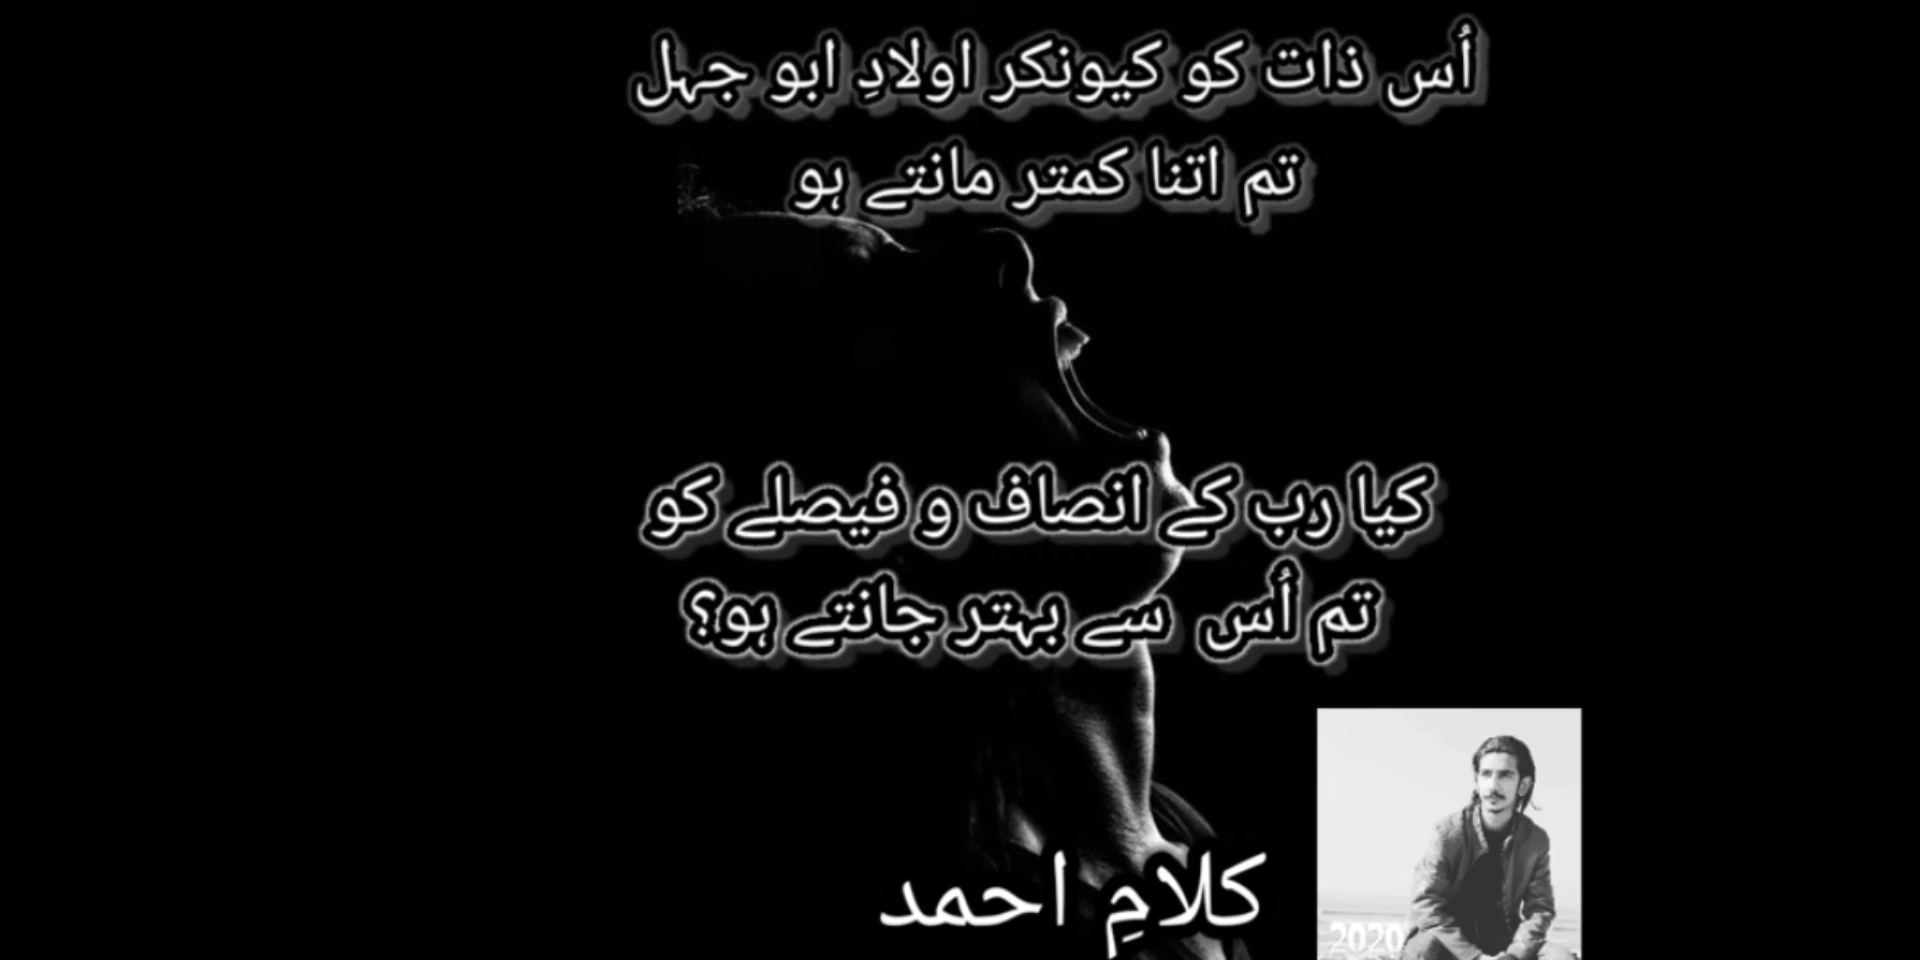 اُس ذات کو کیونکر اولادِ ابو جہل
تم اتنا کمتر مانتے ہو
کیا رب کے انصاف و فیصلے کو
تم اُس سے بہتر جانتے ہو؟
کلامِ احمد
2020